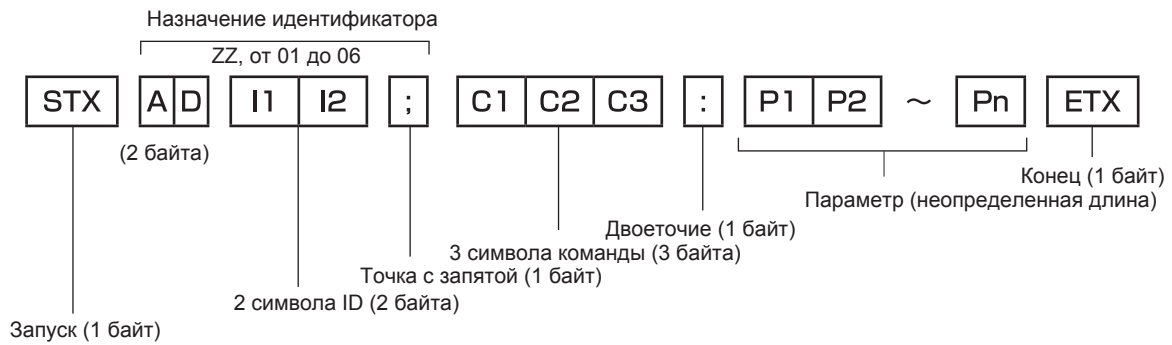 Назначение идентификатора
ZZ, от 01 до 06
STX A D I1 I2 ; C1 C2 C3 : P1 P2 ~ Pn ETX
(2 байта)
Конец (1 байт)
Параметр (неопределенная длина)
Двоеточие (1 байт)
3 символа команды (3 байта)
Точка с запятой (1 байт)
2 символа ID (2 байта)
Запуск (1 байт)